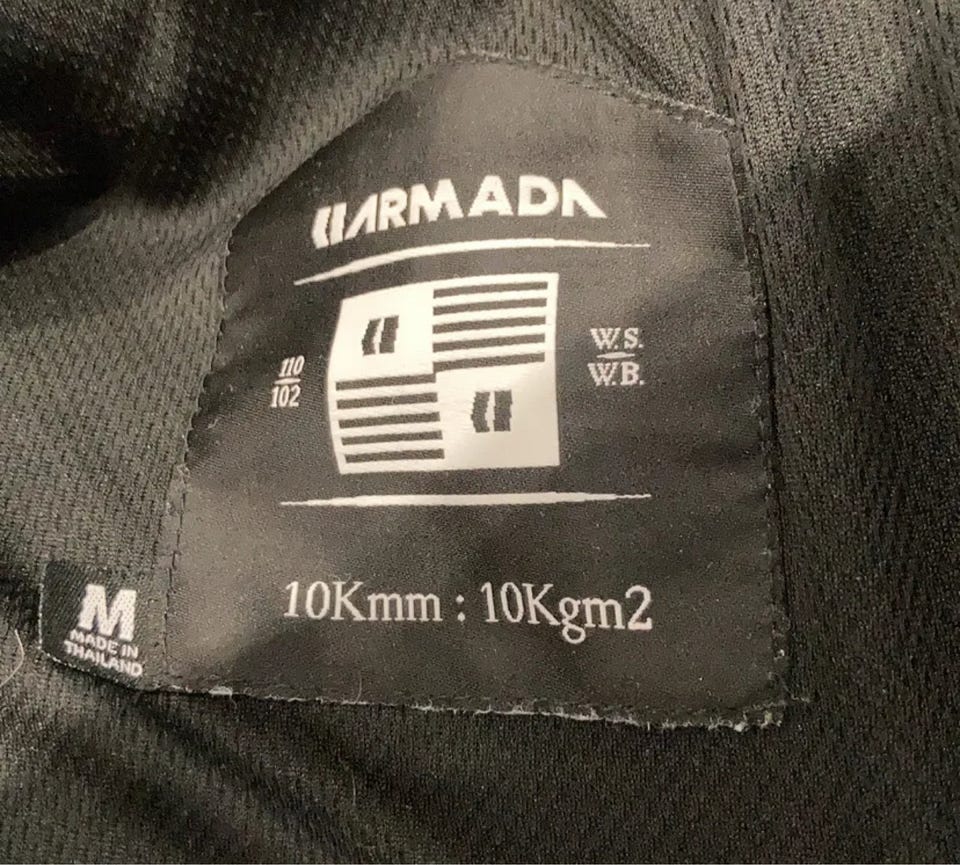 ARMADA
110
102
W.S.
W.B.
10Kmm : 10Kgm2
M
MADE IN
THAILAND